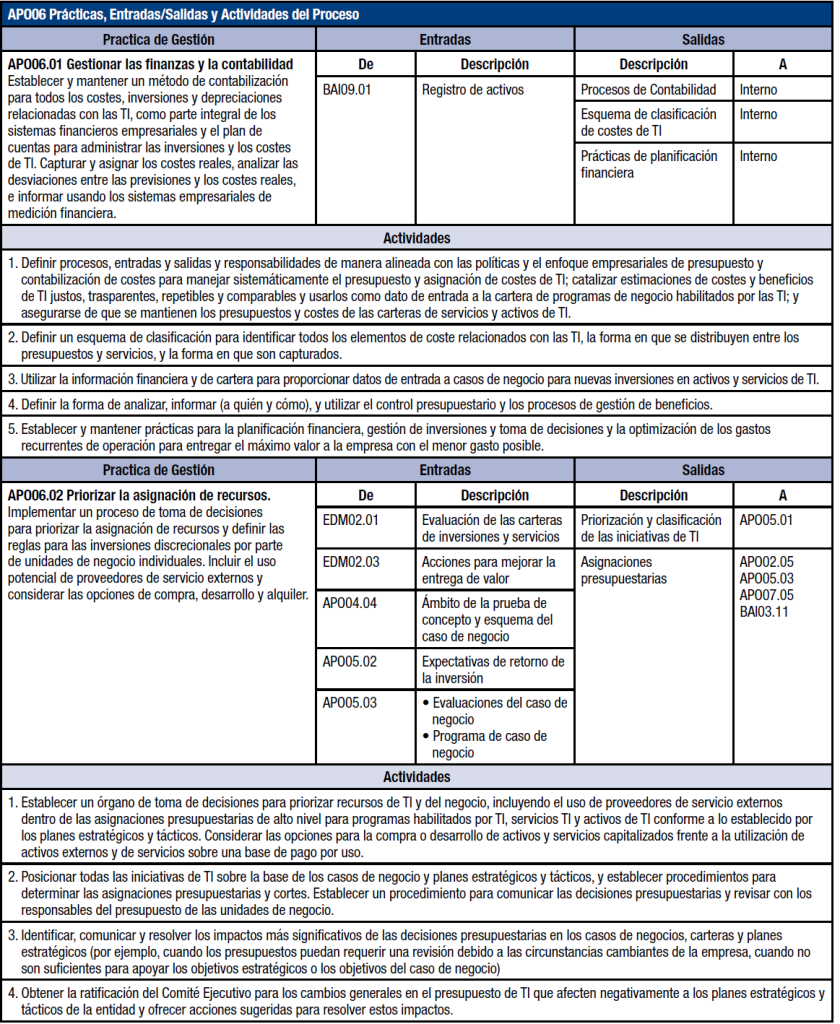 APO06 Prácticas, Entradas/Salidas y Actividades del Proceso
Practica de Gestión
Entradas
Salidas
APO06.01 Gestionar las finanzas y la contabilidad
Establecer y mantener un método de contabilización
para todos los costes, inversiones y depreciaciones
relacionadas con las TI, como parte integral de los
sistemas financieros empresariales y el plan de
cuentas para administrar las inversiones y los costes
de TI. Capturar y asignar los costes reales, analizar las
desviaciones entre las previsiones y los costes reales,
e informar usando los sistemas empresariales de
medición financiera.
De
Descripción
Descripción
A
BAI09.01
Registro de activos
Procesos de Contabilidad
Interno
Esquema de clasificación
de costes de TI
Interno
Prácticas de planificación
financiera
Interno
Actividades
1. Definir procesos, entradas y salidas y responsabilidades de manera alineada con las políticas y el enfoque empresariales de presupuesto y
contabilización de costes para manejar sistemáticamente el presupuesto y asignación de costes de TI; catalizar estimaciones de costes y beneficios
de TI justos, trasparentes, repetibles y comparables y usarlos como dato de entrada a la cartera de programas de negocio habilitados por las TI; y
asegurarse de que se mantienen los presupuestos y costes de las carteras de servicios y activos de TI.
2. Definir un esquema de clasificación para identificar todos los elementos de coste relacionados con las TI, la forma en que se distribuyen entre los
presupuestos y servicios, y la forma en que son capturados.
3. Utilizar la información financiera y de cartera para proporcionar datos de entrada a casos de negocio para nuevas inversiones en activos y servicios de TI.
4. Definir la forma de analizar, informar (a quién y cómo), y utilizar el control presupuestario y los procesos de gestión de beneficios.
5. Establecer y mantener prácticas para la planificación financiera, gestión de inversiones y toma de decisiones y la optimización de los gastos
recurrentes de operación para entregar el máximo valor a la empresa con el menor gasto posible.
Practica de Gestión
Entradas
Salidas
APO06.02 Priorizar la asignación de recursos.
Implementar un proceso de toma de decisiones
para priorizar la asignación de recursos y definir las
reglas para las inversiones discrecionales por parte
de unidades de negocio individuales. Incluir el uso
potencial de proveedores de servicio externos y
considerar las opciones de compra, desarrollo y alquiler.
De
Descripción
Descripción
A
EDM02.01
Evaluación de las carteras
de inversiones y servicios
Priorización y clasificación
de las iniciativas de TI
APO05.01
EDM02.03
Acciones para mejorar la
entrega de valor
Asignaciones
presupuestarias
APO02.05
APO05.03
APO07.05
BAI03.11
APO04.04
Ámbito de la prueba de
concepto y esquema del
caso de negocio
APO05.02
Expectativas de retorno de
la inversión
APO05.03
• Evaluaciones del caso de
negocio
• Programa de caso de
negocio
Actividades
1. Establecer un órgano de toma de decisiones para priorizar recursos de TI y del negocio, incluyendo el uso de proveedores de servicio externos
dentro de las asignaciones presupuestarias de alto nivel para programas habilitados por TI, servicios TI y activos de TI conforme a lo establecido por
los planes estratégicos y tácticos. Considerar las opciones para la compra o desarrollo de activos y servicios capitalizados frente a la utilización de
activos externos y de servicios sobre una base de pago por uso.
2. Posicionar todas las iniciativas de TI sobre la base de los casos de negocio y planes estratégicos y tácticos, y establecer procedimientos para
determinar las asignaciones presupuestarias y cortes. Establecer un procedimiento para comunicar las decisiones presupuestarias y revisar con los
responsables del presupuesto de las unidades de negocio.
3. Identificar, comunicar y resolver los impactos más significativos de las decisiones presupuestarias en los casos de negocios, carteras y planes
estratégicos (por ejemplo, cuando los presupuestos puedan requerir una revisión debido a las circunstancias cambiantes de la empresa, cuando no
son suficientes para apoyar los objetivos estratégicos o los objetivos del caso de negocio)
4. Obtener la ratificación del Comité Ejecutivo para los cambios generales en el presupuesto de TI que afecten negativamente a los planes estratégicos y
tácticos de la entidad y ofrecer acciones sugeridas para resolver estos impactos.